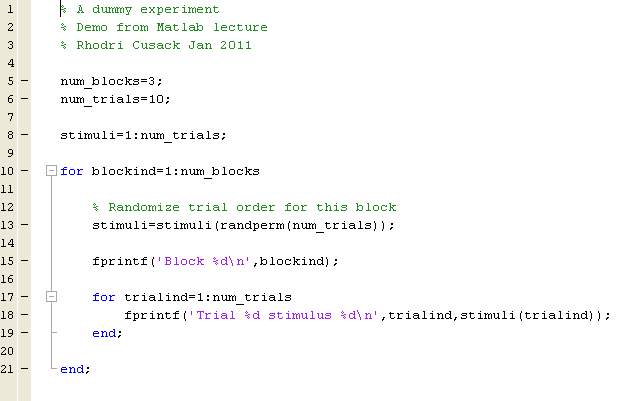 1 % A dummy experiment
2 % Demo from Matlab lecture
3 % Rhodri Cusack Jan 2011
4
5 – num_blocks=3;
6 – num_trials=10;
7
8 – stimuli=1:num_trials;
9
10 – for blockind=1:num_blocks
11
12 % Randomize trial order for this block
13 – stimuli=stimuli(randperm(num_trials));
14
15 – fprintf('Block %d\n',blockind);
16
17 – for trialind=1:num_trials
18 – fprintf('Trial %d stimulus %d\n',trialind,stimuli(trialind));
19 – end;
20
21 – end;